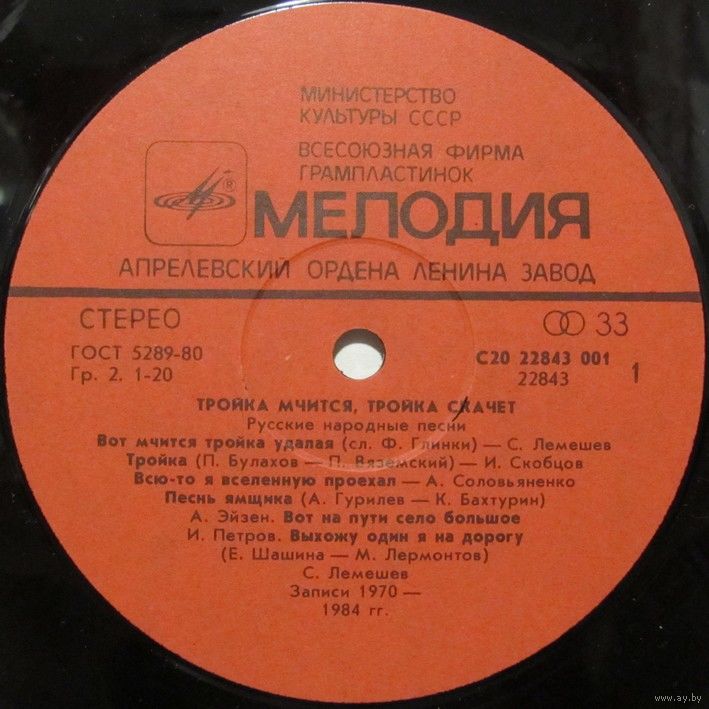 МИНИСТЕРСТВО
КУЛЬТУРЫ СССР
ВСЕСОЮЗНАЯ ФИРМА
ГРАМПЛАСТИНОК
®
МЕЛОДИЯ
АПРЕЛЕВСКИЙ ОРДЕНА ЛЕНИНА ЗАВОД
СТЕРЕО
33
ГОСТ 5289-80
С20 22843 001
Гр. 2. 1-20
22843
1
ТРОЙКА МЧИТСЯ, ТРОЙКА СКАЧЕТ
Русские народные песни
Вот мчится тройка удалая (сл. Ф. Глинки) — С. Лемешев
Тройка (П. Булахов — П. Вяземский) — И. Скобцов
Всю-то я вселенную проехал — А. Соловьяненко
Песнь ямщика (А. Гурилев — К. Бахтурин)
А. Эйзен. Вот на пути село большое
И. Петров. Выхожу один я на дорогу
(Е. Шашина — М. Лермонтов)
С. Лемешев
Записи 1970 —
1984 гг.
www.ay.by